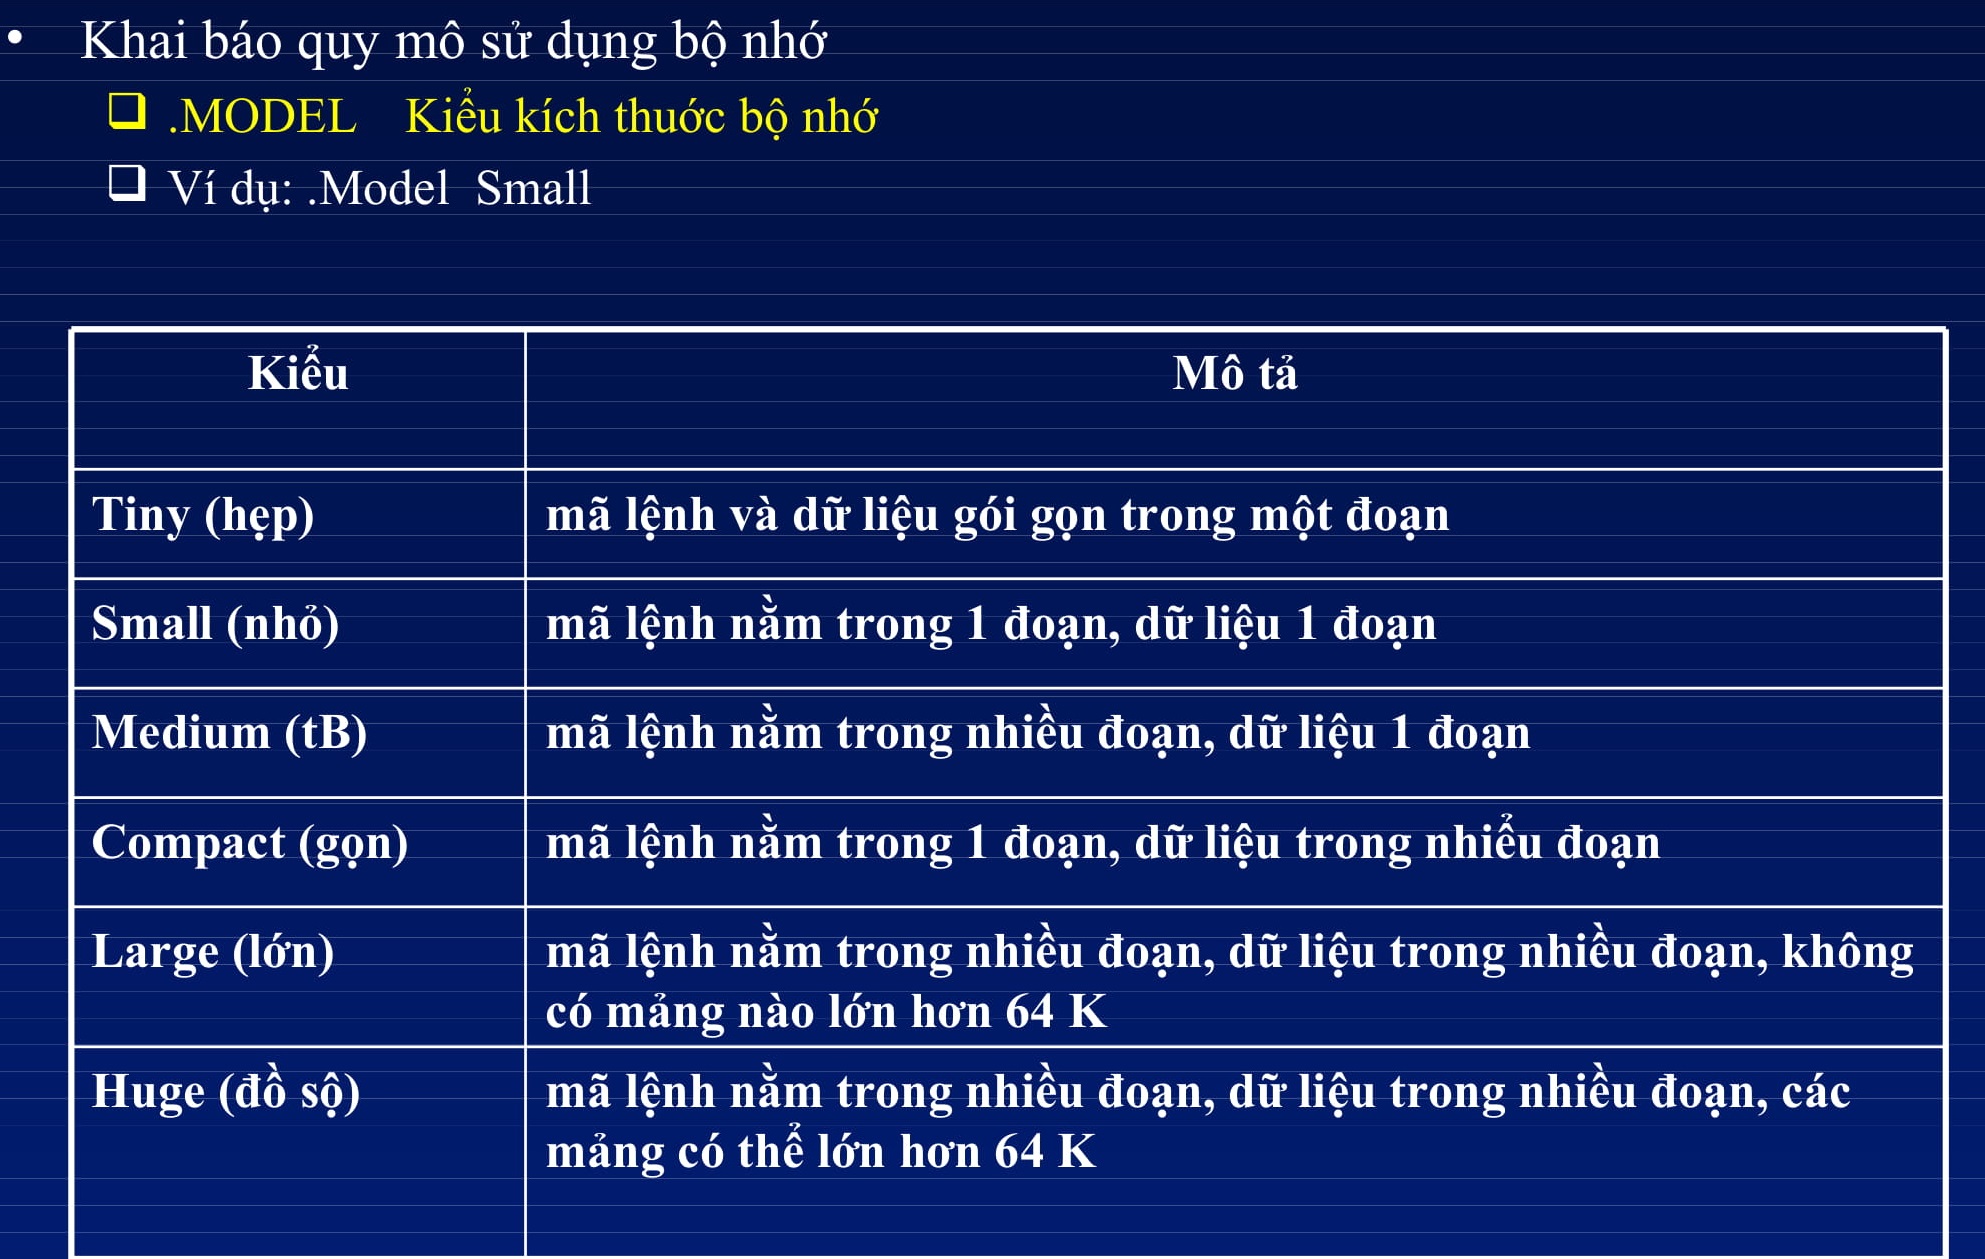 • Khai báo quy mô sử dụng bộ nhớ
❑ .MODEL Kiểu kích thuớc bộ nhớ
❑ Ví dụ: .Model Small
Kiểu Mô tả
Tiny (hẹp) mã lệnh và dữ liệu gói gọn trong một đoạn
Small (nhỏ) mã lệnh nằm trong 1 đoạn, dữ liệu 1 đoạn
Medium (tB) mã lệnh nằm trong nhiều đoạn, dữ liệu 1 đoạn
Compact (gọn) mã lệnh nằm trong 1 đoạn, dữ liệu trong nhiểu đoạn
Large (lớn) mã lệnh nằm trong nhiều đoạn, dữ liệu trong nhiều đoạn, không
có mảng nào lớn hơn 64 K
Huge (đồ sộ) mã lệnh nằm trong nhiều đoạn, dữ liệu trong nhiều đoạn, các
mảng có thể lớn hơn 64 K